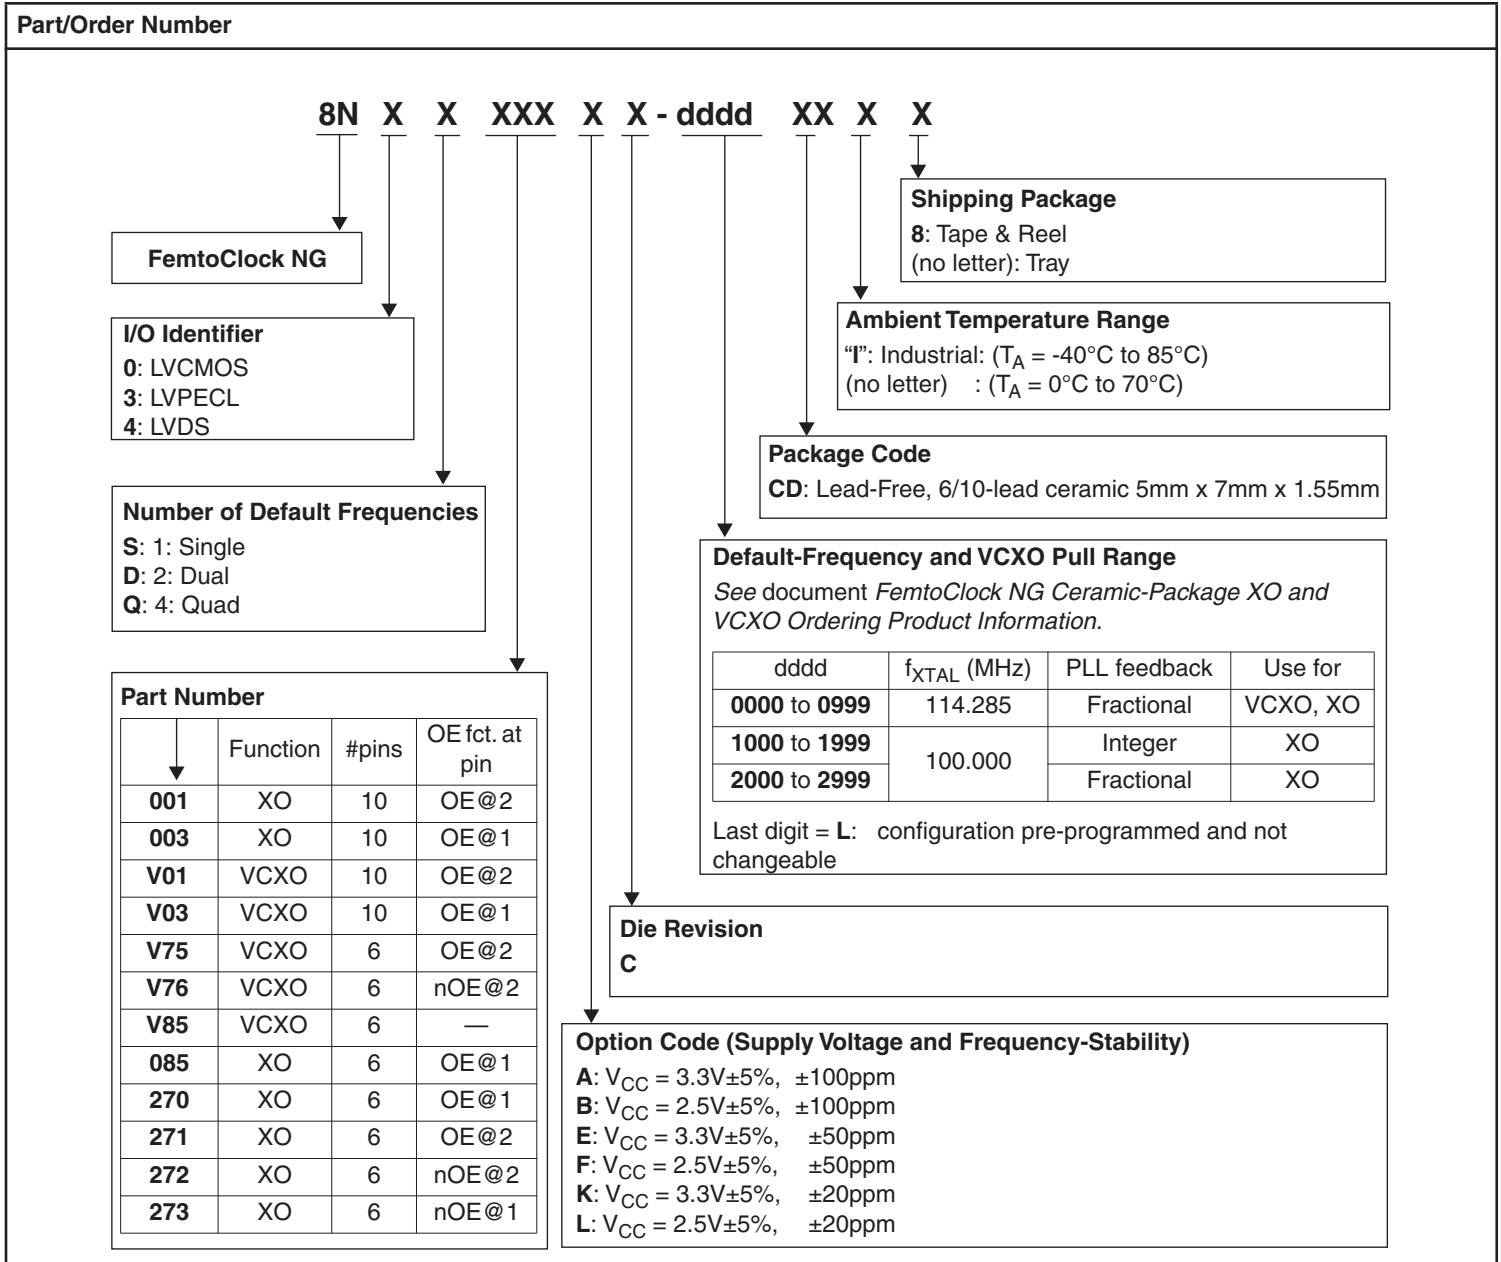 Part/Order Number
8N X X XXX X X - dddd XX X X
Shipping Package
8: Tape & Reel
(no letter): Tray
FemtoClock NG
Ambient Temperature Range
“I”: Industrial: (TA = -40°C to 85°C)
(no letter) : (TA = 0°C to 70°C)
I/O Identifier
0: LVCMOS
3: LVPECL
4: LVDS
Package Code
CD: Lead-Free, 6/10-lead ceramic 5mm x 7mm x 1.55mm
Number of Default Frequencies
S: 1: Single
D: 2: Dual
Q: 4: Quad
Default-Frequency and VCXO Pull Range
See document FemtoClock NG Ceramic-Package XO and
VCXO Ordering Product Information.
dddd fXTAL (MHz) PLL feedback Use for
0000 to 0999 114.285 Fractional VCXO, XO
1000 to 1999 100.000 Integer XO
2000 to 2999 Fractional XO
Last digit = L: configuration pre-programmed and not
changeable
Part Number
Function #pins OE fct. at
pin
001 XO 10 OE@2
003 XO 10 OE@1
V01 VCXO 10 OE@2
V03 VCXO 10 OE@1
V75 VCXO 6 OE@2
V76 VCXO 6 nOE@2
V85 VCXO 6 —
085 XO 6 OE@1
270 XO 6 OE@1
271 XO 6 OE@2
272 XO 6 nOE@2
273 XO 6 nOE@1
Die Revision
C
Option Code (Supply Voltage and Frequency-Stability)
A: VCC = 3.3V±5%, ±100ppm
B: VCC = 2.5V±5%, ±100ppm
E: VCC = 3.3V±5%, ±50ppm
F: VCC = 2.5V±5%, ±50ppm
K: VCC = 3.3V±5%, ±20ppm
L: VCC = 2.5V±5%, ±20ppm